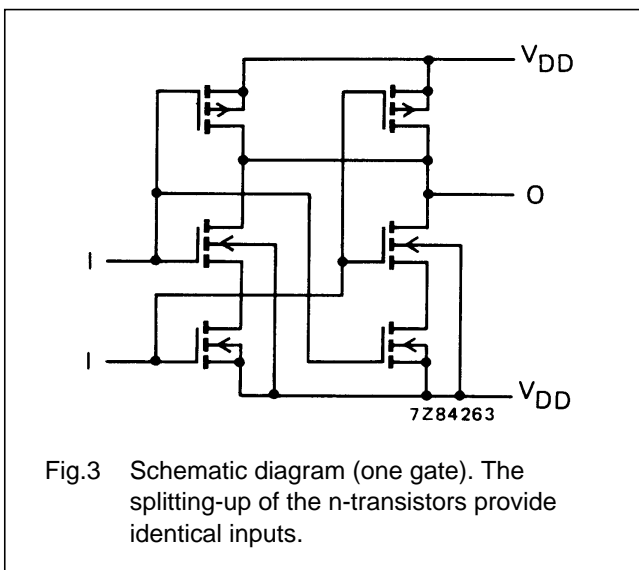 VDD
O
I
I
VDD
7Z84263
Fig.3 Schematic diagram (one gate). The
splitting-up of the n-transistors provide
identical inputs.